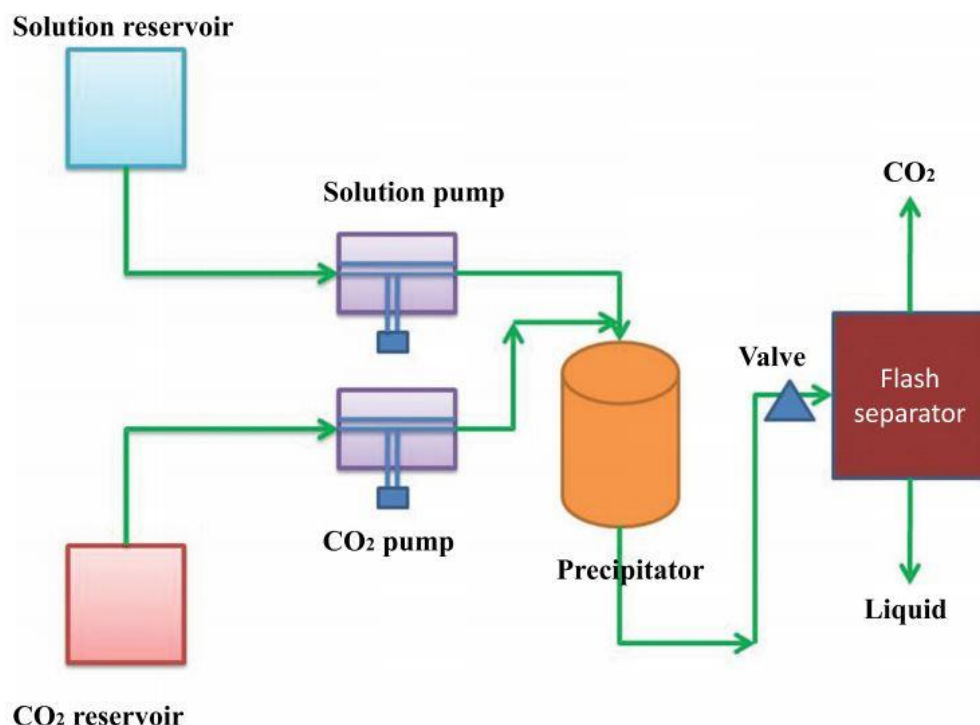 Solution reservoir
CO₂
Solution pump
Valve
Flash
separator
CO₂ pump
Precipitator
Liquid
CO₂ reservoir